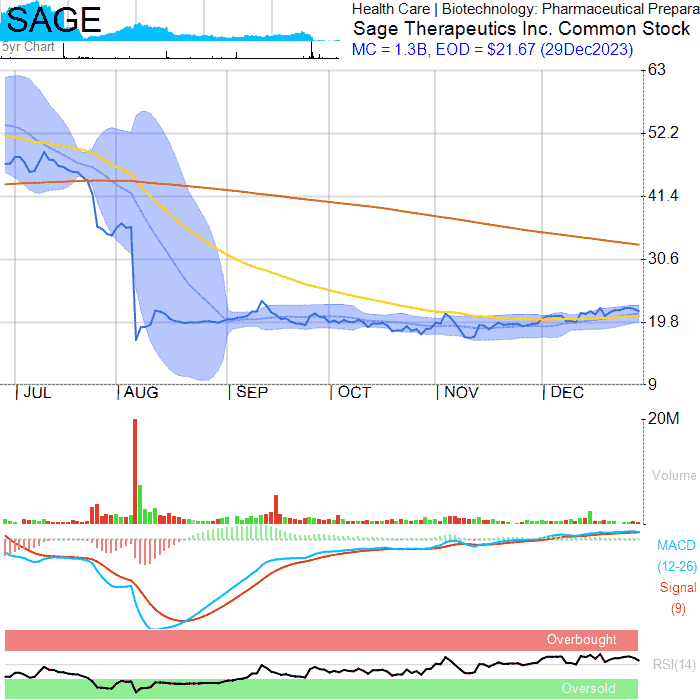 SAGE
5yr Chart
Health Care | Biotechnology: Pharmaceutical Prepara
Sage Therapeutics Inc. Common Stock
MC = 1.3B, EOD = $21.67 (29Dec2023)
63
52.2
41.4
30.6
19.8
9
JUL AUG SEP OCT NOV DEC
20M
Volume
MACD
(12-26)
Signal
(9)
Overbought
RSI(14)
Oversold